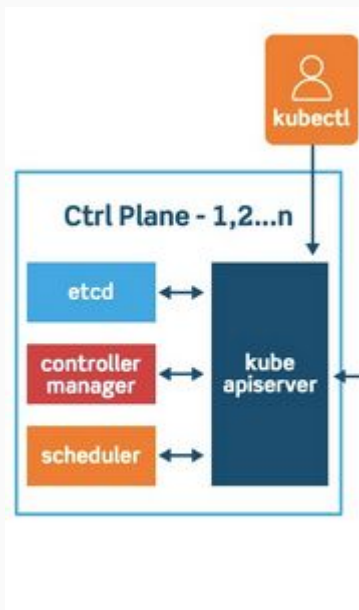 kubectl
Ctrl Plane - 1,2...n
etcd
controller
manager
scheduler
kube
apiserver